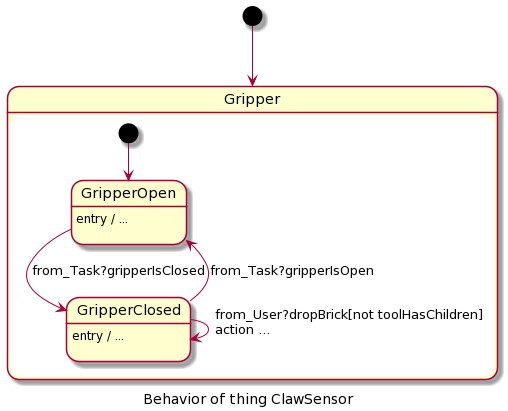 Gripper
GripperOpen
entry / ...
from_Task?gripperIsClosed
from_Task?gripperIsOpen
GripperClosed
entry / ...
from_User?dropBrick[not toolHasChildren]
action ...
Behavior of thing ClawSensor